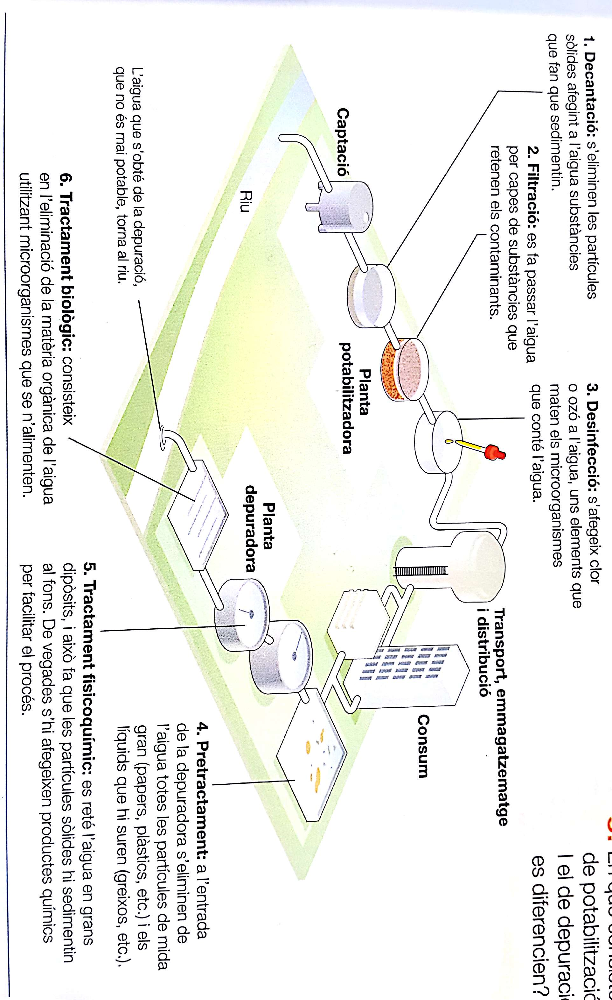 1. Decantació: s'eliminen les partícules
sòlides afegint a l'aigua substàncies
que fan que sedimentin.
2. Filtració: es fa passar l'aigua
per capes de substàncies que
retenen els contaminants.
3. Desinfecció: s'afegeix clor
o ozó a l'aigua, uns elements que
maten els microorganismes
que conté l'aigua.
Captació
Planta
potabilitzadora
Transport, emmagatzematge
i distribució
Consum
Riu
Planta
depuradora
L'aigua que s'obté de la depuració,
que no és mai potable, torna al riu.
4. Pretractament: a l'entrada
de la depuradora s'eliminen de
l'aigua totes les partícules de mida
gran (papers, plàstics, etc.) i els
líquids que hi suren (greixos, etc.).
5. Tractament fisicoquímic: es reté l'aigua en grans
dipòsits, i això fa que les partícules sòlides hi sedimentin
al fons. De vegades s'hi afegeixen productes químics
per facilitar el procés.
6. Tractament biològic: consisteix
en l'eliminació de la matèria orgànica de l'aigua
utilitzant microorganismes que se n'alimenten.
de potabilització
I el de depuraci
es diferencien?